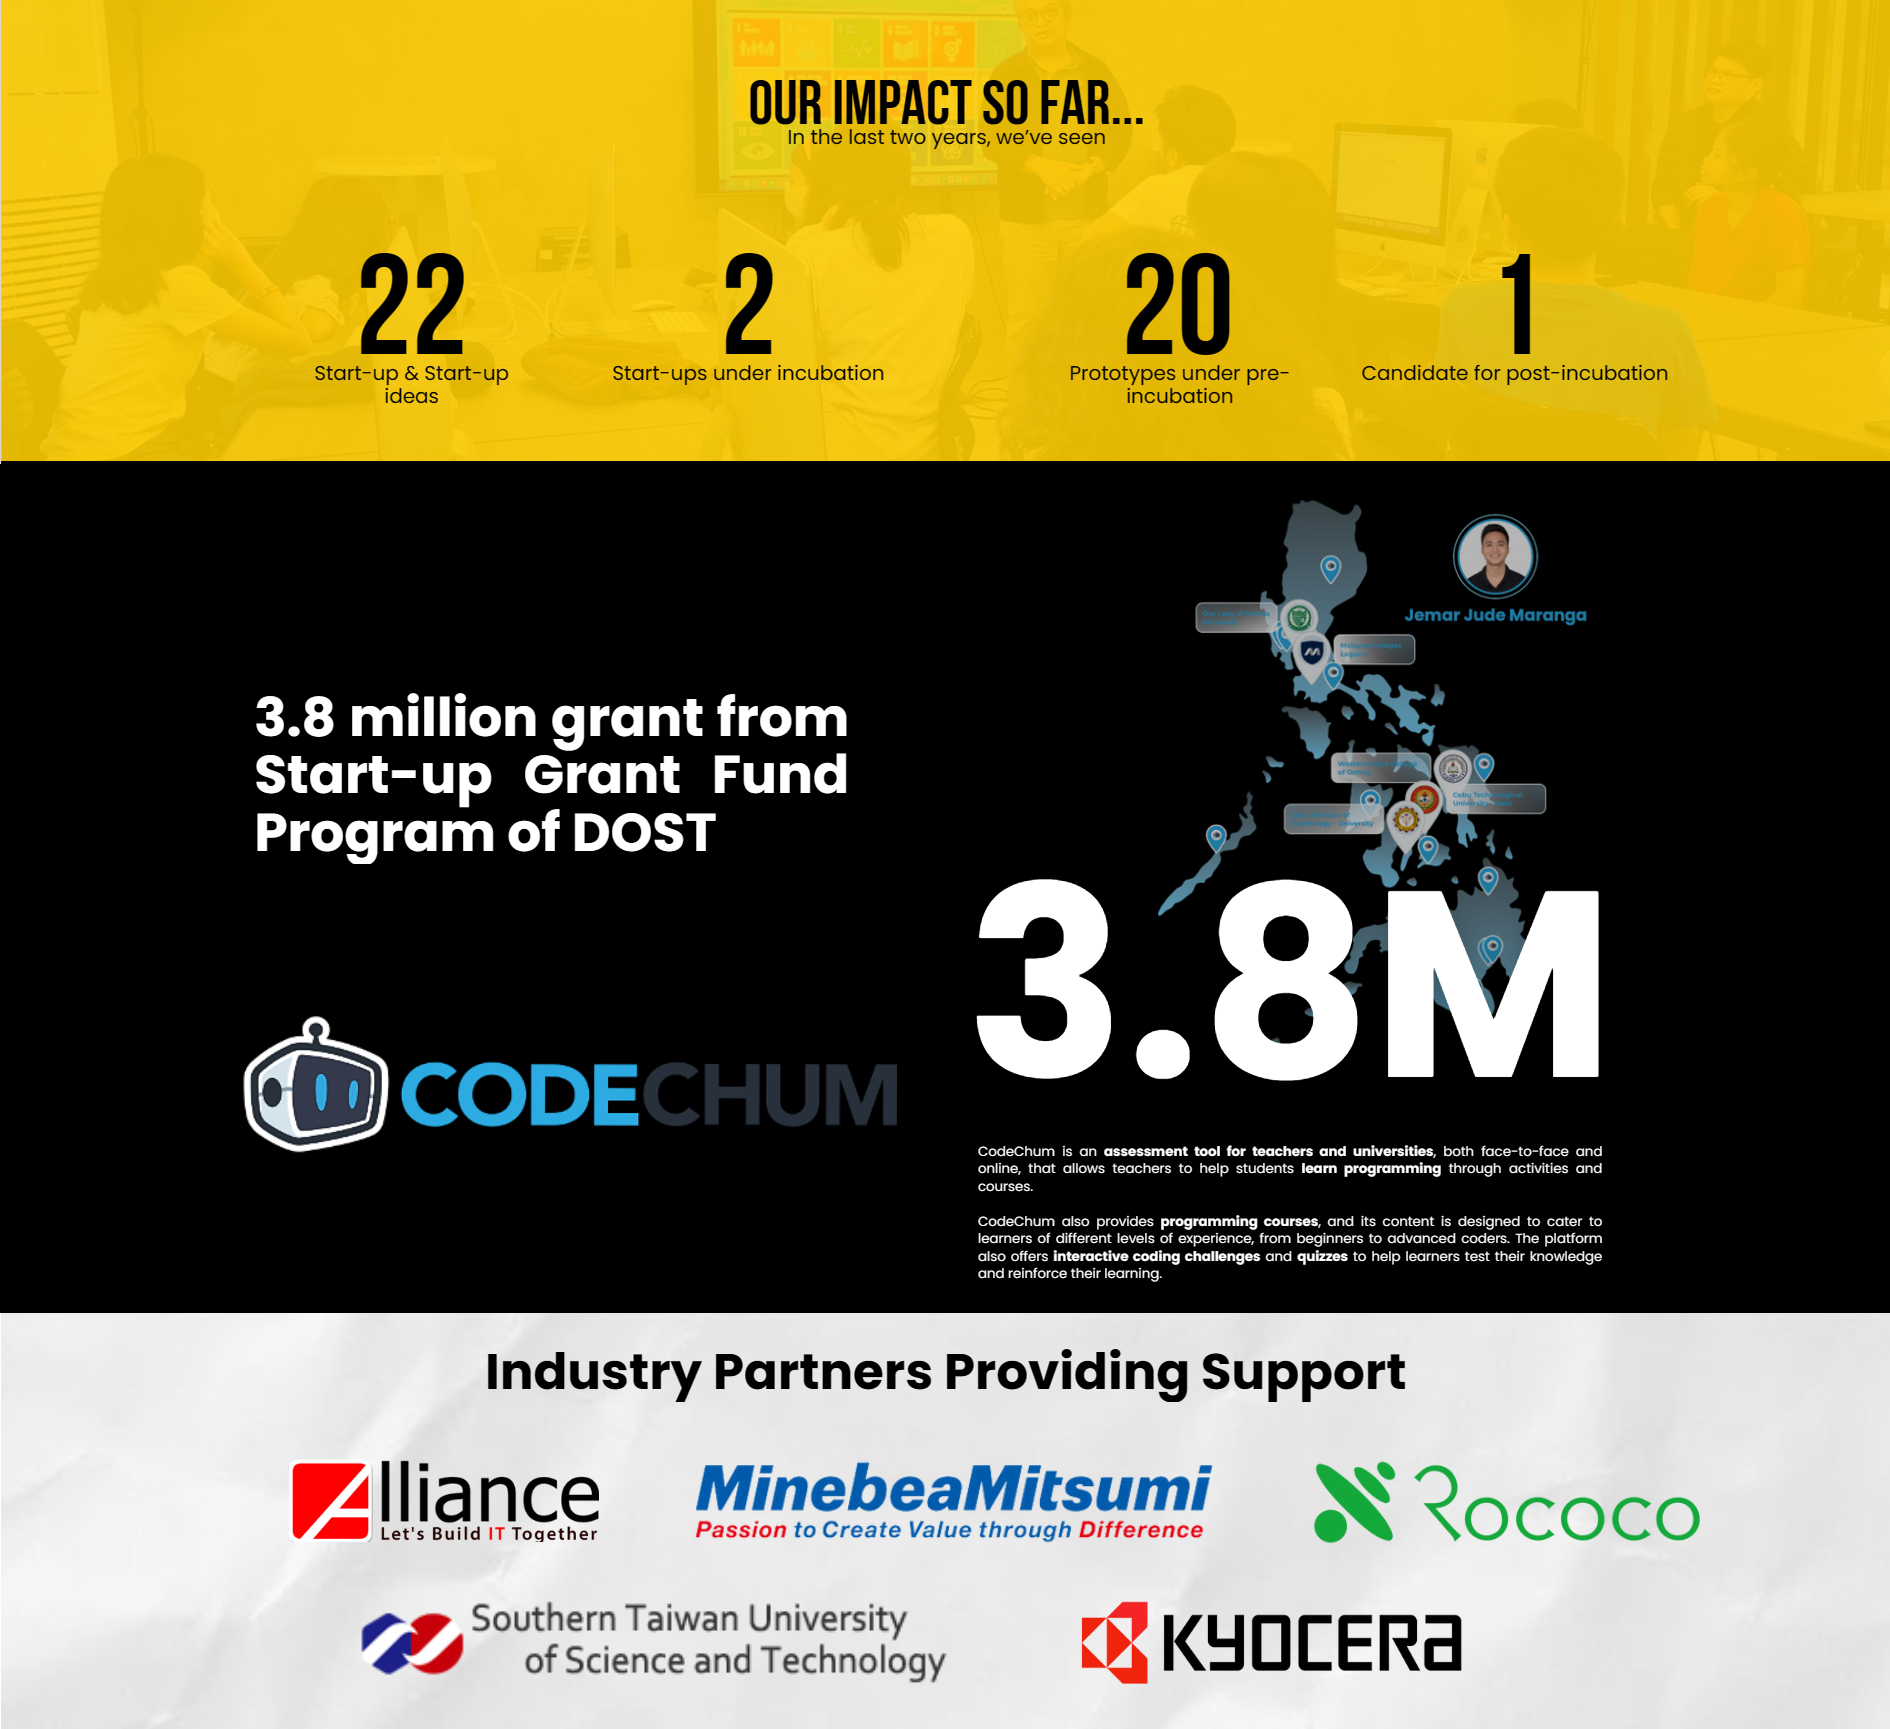 OUR IMPACT SO FAR...
In the last two years, we've seen
22
Start-up & Start-up
ideas
2
Start-ups under incubation
20
Prototypes under pre-
incubation
1
Candidate for post-incubation
3.8 million grant from
Start-up Grant Fund
Program of DOST
CODECHUM
Jemar Jude Maranga
Cebu Technological
University
3.8M
CodeChum is an assessment tool for teachers and universities, both face-to-face and
online, that allows teachers to help students learn programming through activities and
courses.
CodeChum also provides programming courses, and its content is designed to cater to
learners of different levels of experience, from beginners to advanced coders. The platform
also offers interactive coding challenges and quizzes to help learners test their knowledge
and reinforce their learning.
Industry Partners Providing Support
Alliance
Let's Build IT Together
MinebeaMitsumi
Passion to Create Value through Difference
Rococo
Southern Taiwan University
of Science and Technology
KYOCERA